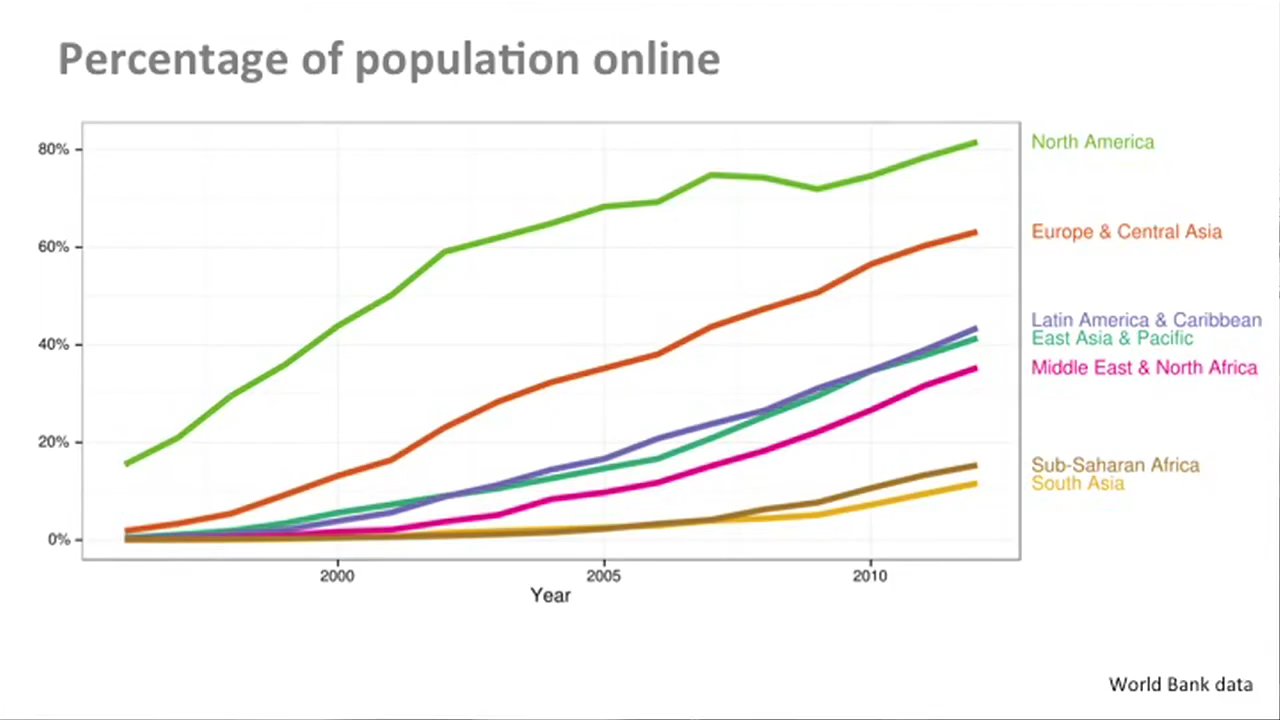 Percentage of population online
80%
60%
40%
20%
0%
2000
2005
2010
Year
North America
Europe & Central Asia
Latin America & Caribbean
East Asia & Pacific
Middle East & North Africa
Sub-Saharan Africa
South Asia
World Bank data